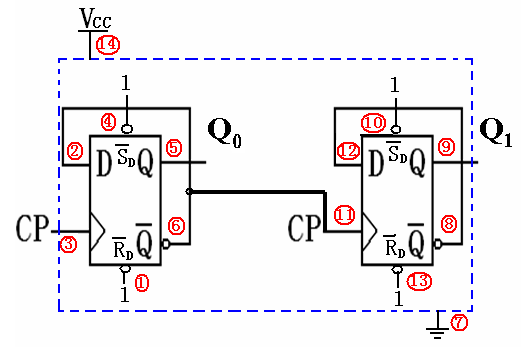 Vcc
⑭
1 1
④ ⑩
Q₀ Q₁
② D S̅D Q ⑤ ⑫ D S̅D Q ⑨
CP ③ R̅D Q̅ ⑥ CP ⑪ R̅D Q̅ ⑧
1 ① 1 ⑬
⑦